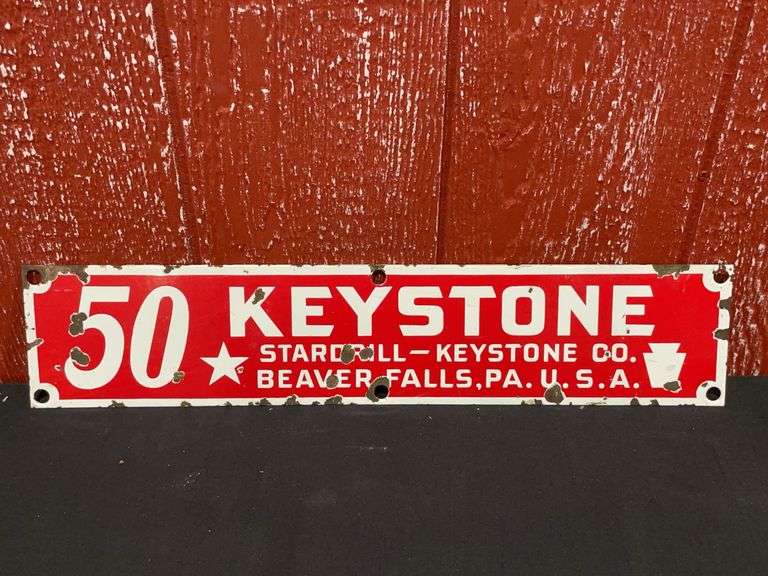 50 KEYSTONE
STARDRILL-KEYSTONE CO.
BEAVER FALLS, PA. U.S.A.